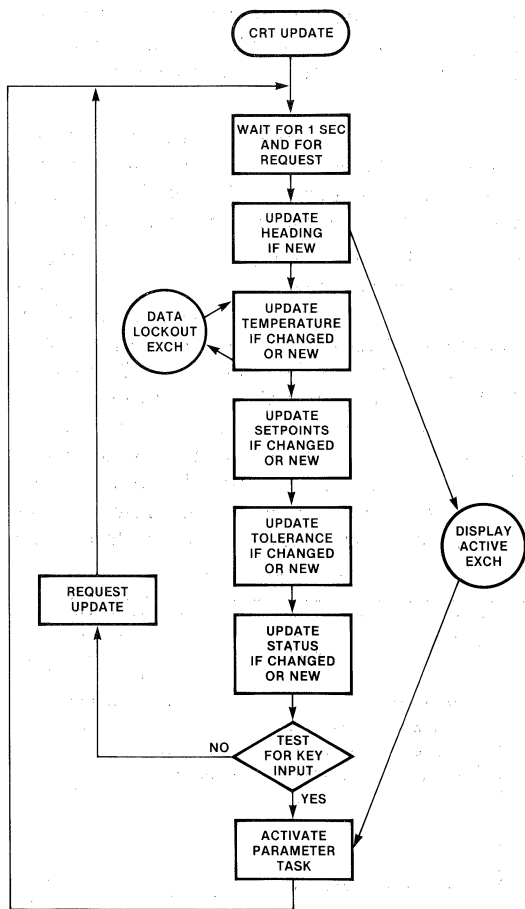 CRT UPDATE
WAIT FOR 1 SEC
AND FOR
REQUEST
UPDATE
HEADING
IF NEW
DATA
LOCKOUT
EXCH
UPDATE
TEMPERATURE
IF CHANGED
OR NEW
UPDATE
SETPOINTS
IF CHANGED
OR NEW
UPDATE
TOLERANCE
IF CHANGED
OR NEW
DISPLAY
ACTIVE
EXCH
REQUEST
UPDATE
UPDATE
STATUS
IF CHANGED
OR NEW
NO
TEST
FOR KEY
INPUT
YES
ACTIVATE
PARAMETER
TASK